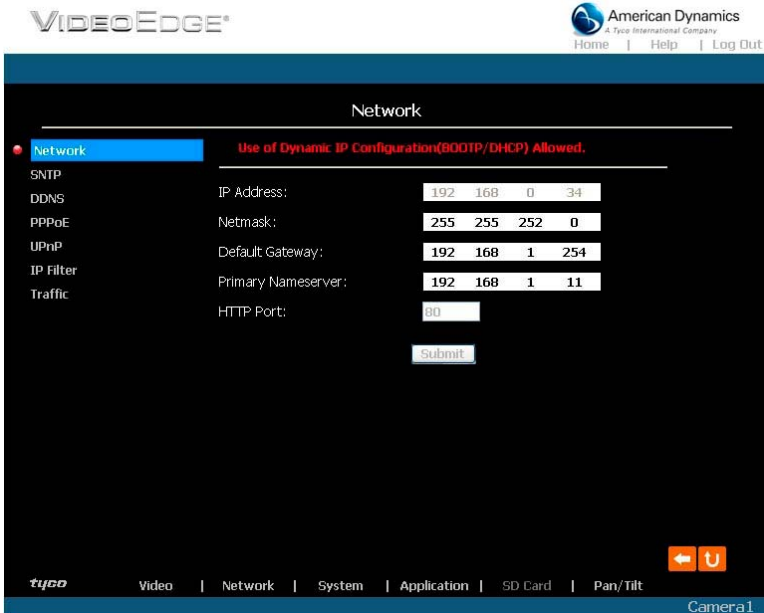 VIDEOEDGE®
American Dynamics
A Tyco International Company
Home | Help | Log Out
Network
Network
Use of Dynamic IP Configuration(BOOTP/DHCP) Allowed.
SNTP
DDNS
PPPoE
UPnP
IP Filter
Traffic
IP Address: 192 168 0 34
Netmask: 255 255 252 0
Default Gateway: 192 168 1 254
Primary Nameserver: 192 168 1 11
HTTP Port: 80
Submit
tyco Video | Network | System | Application | SD Card | Pan/Tilt
Camera1